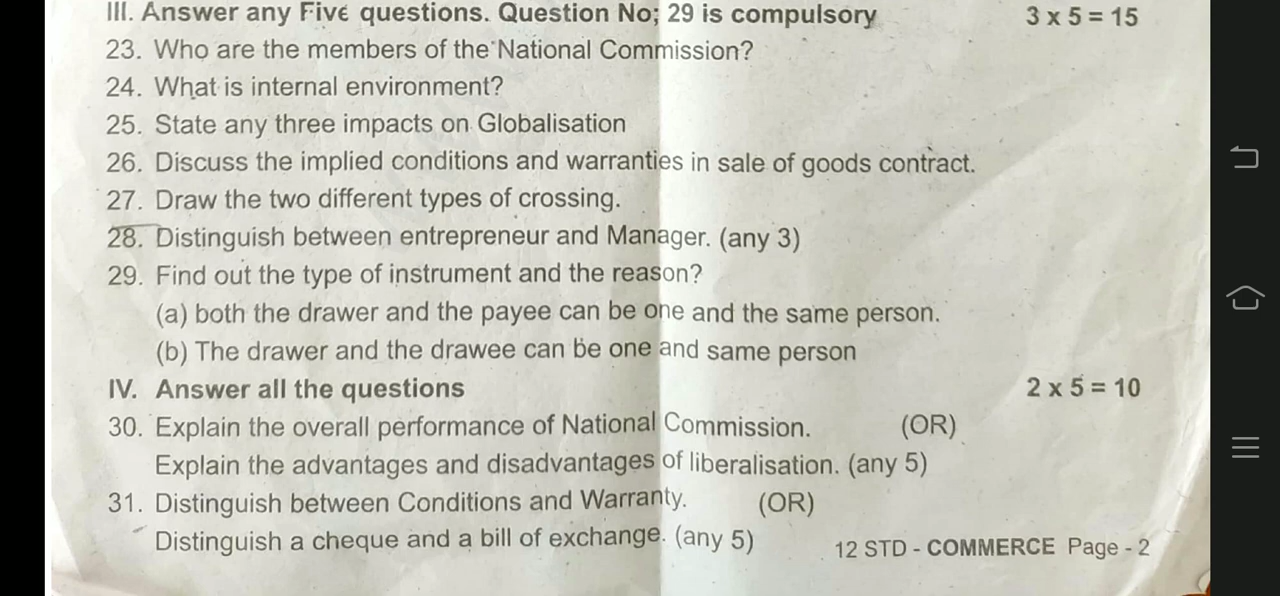 III. Answer any Five questions. Question No; 29 is compulsory 3 x 5 = 15
23. Who are the members of the National Commission?
24. What is internal environment?
25. State any three impacts on Globalisation
26. Discuss the implied conditions and warranties in sale of goods contract.
27. Draw the two different types of crossing.
28. Distinguish between entrepreneur and Manager. (any 3)
29. Find out the type of instrument and the reason?
(a) both the drawer and the payee can be one and the same person.
(b) The drawer and the drawee can be one and same person
IV. Answer all the questions 2 x 5 = 10
30. Explain the overall performance of National Commission. (OR)
Explain the advantages and disadvantages of liberalisation. (any 5)
31. Distinguish between Conditions and Warranty. (OR)
Distinguish a cheque and a bill of exchange. (any 5)
12 STD - COMMERCE Page - 2